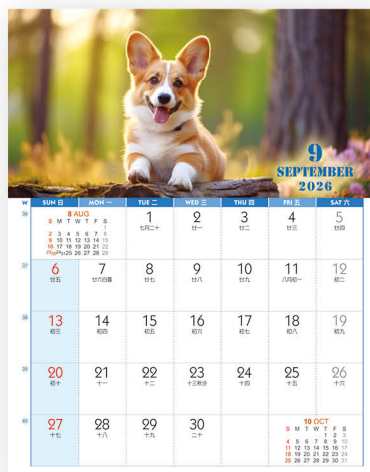 9
SEPTEMBER
2026
W SUN 日 MON 一 TUE 二 WED 三 THU 四 FRI 五 SAT 六
36
8 AUG
S M T W T F S
1
2 3 4 5 6 7 8
9 10 11 12 13 14 15
16 17 18 19 20 21 22
23/30 24/31 25 26 27 28 29
1 2 3 4 5
七月二十 廿一 廿二 廿三 廿四
37 6 7 8 9 10 11 12
廿五 廿六白露 廿七 廿八 廿九 八月初一 初二
38 13 14 15 16 17 18 19
初三 初四 初五 初六 初七 初八 初九
39 20 21 22 23 24 25 26
初十 十一 十二 十三秋分 十四 十五 十六
40 27 28 29 30
十七 十八 十九 二十
10 OCT
S M T W T F S
1 2 3
4 5 6 7 8 9 10
11 12 13 14 15 16 17
18 19 20 21 22 23 24
25 26 27 28 29 30 31